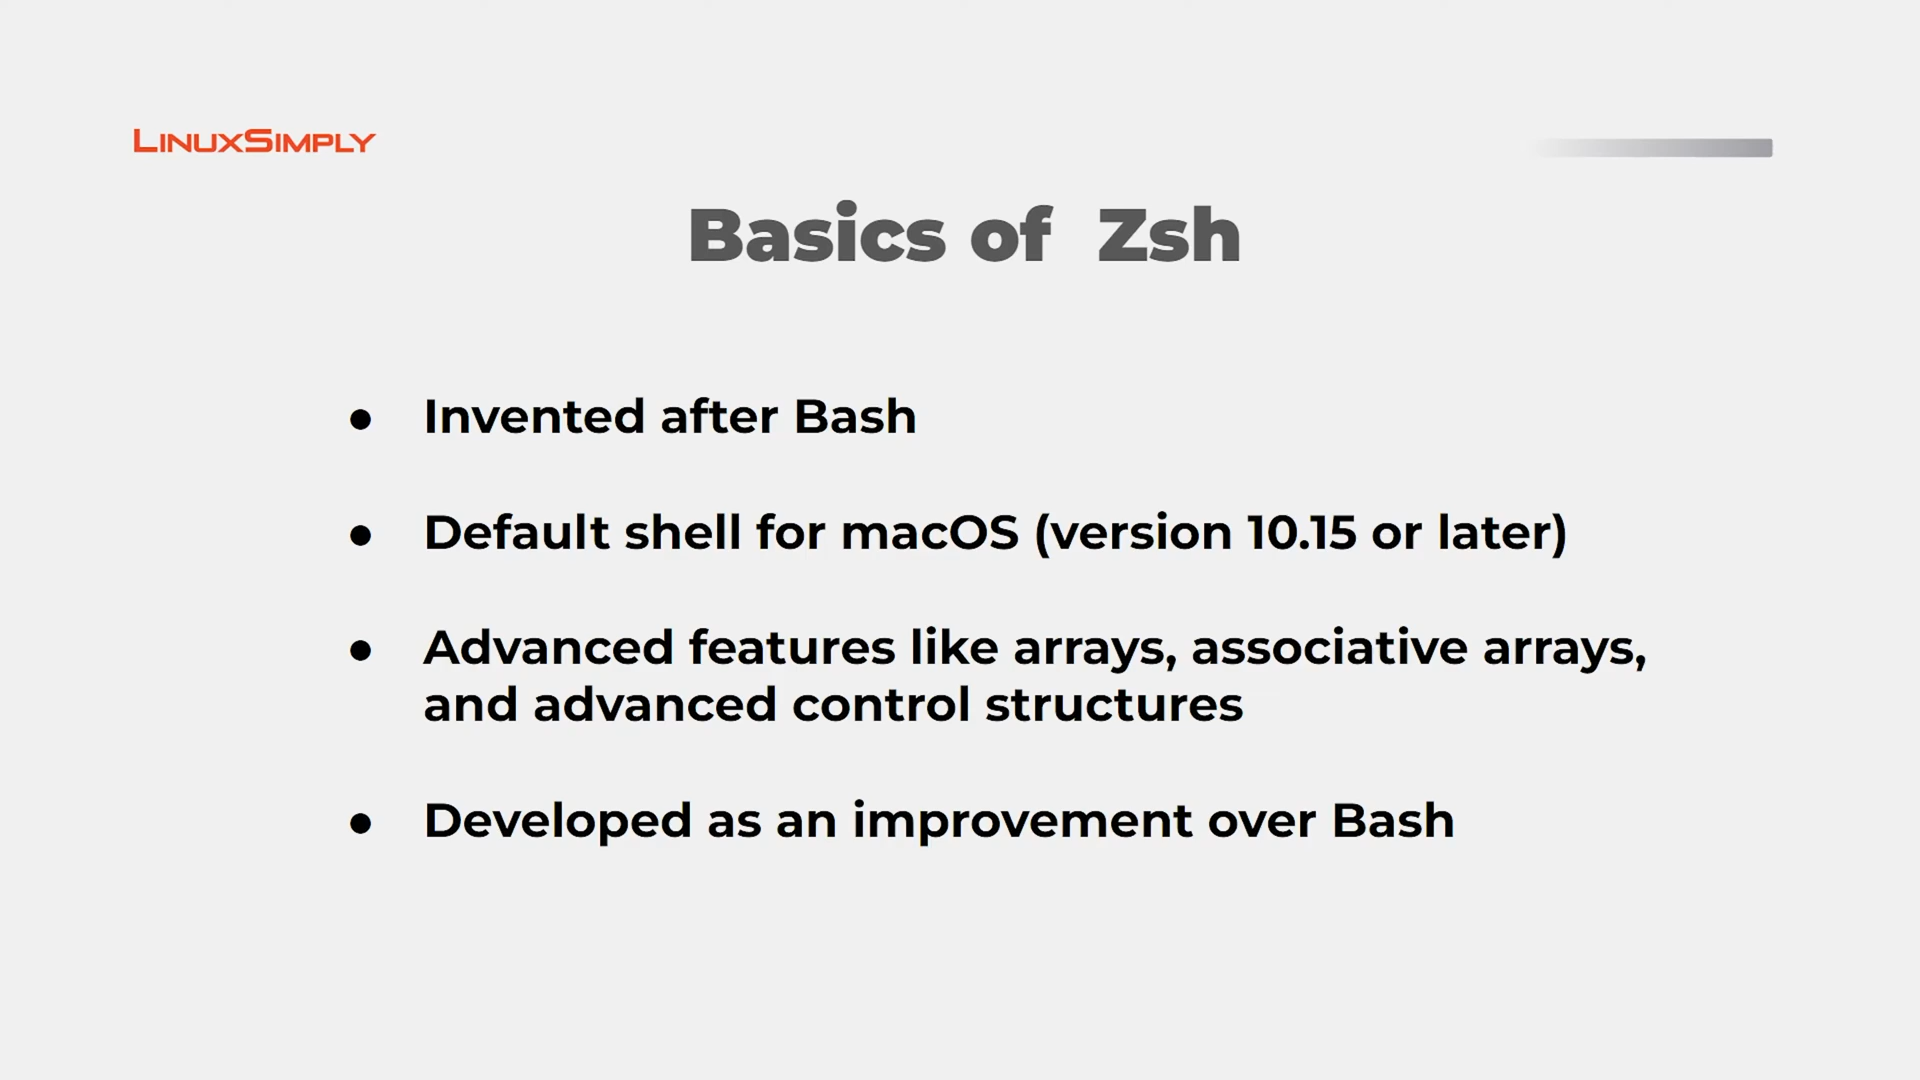 LINUXSIMPLY
Basics of Zsh
● Invented after Bash
● Default shell for macOS (version 10.15 or later)
● Advanced features like arrays, associative arrays,
and advanced control structures
● Developed as an improvement over Bash